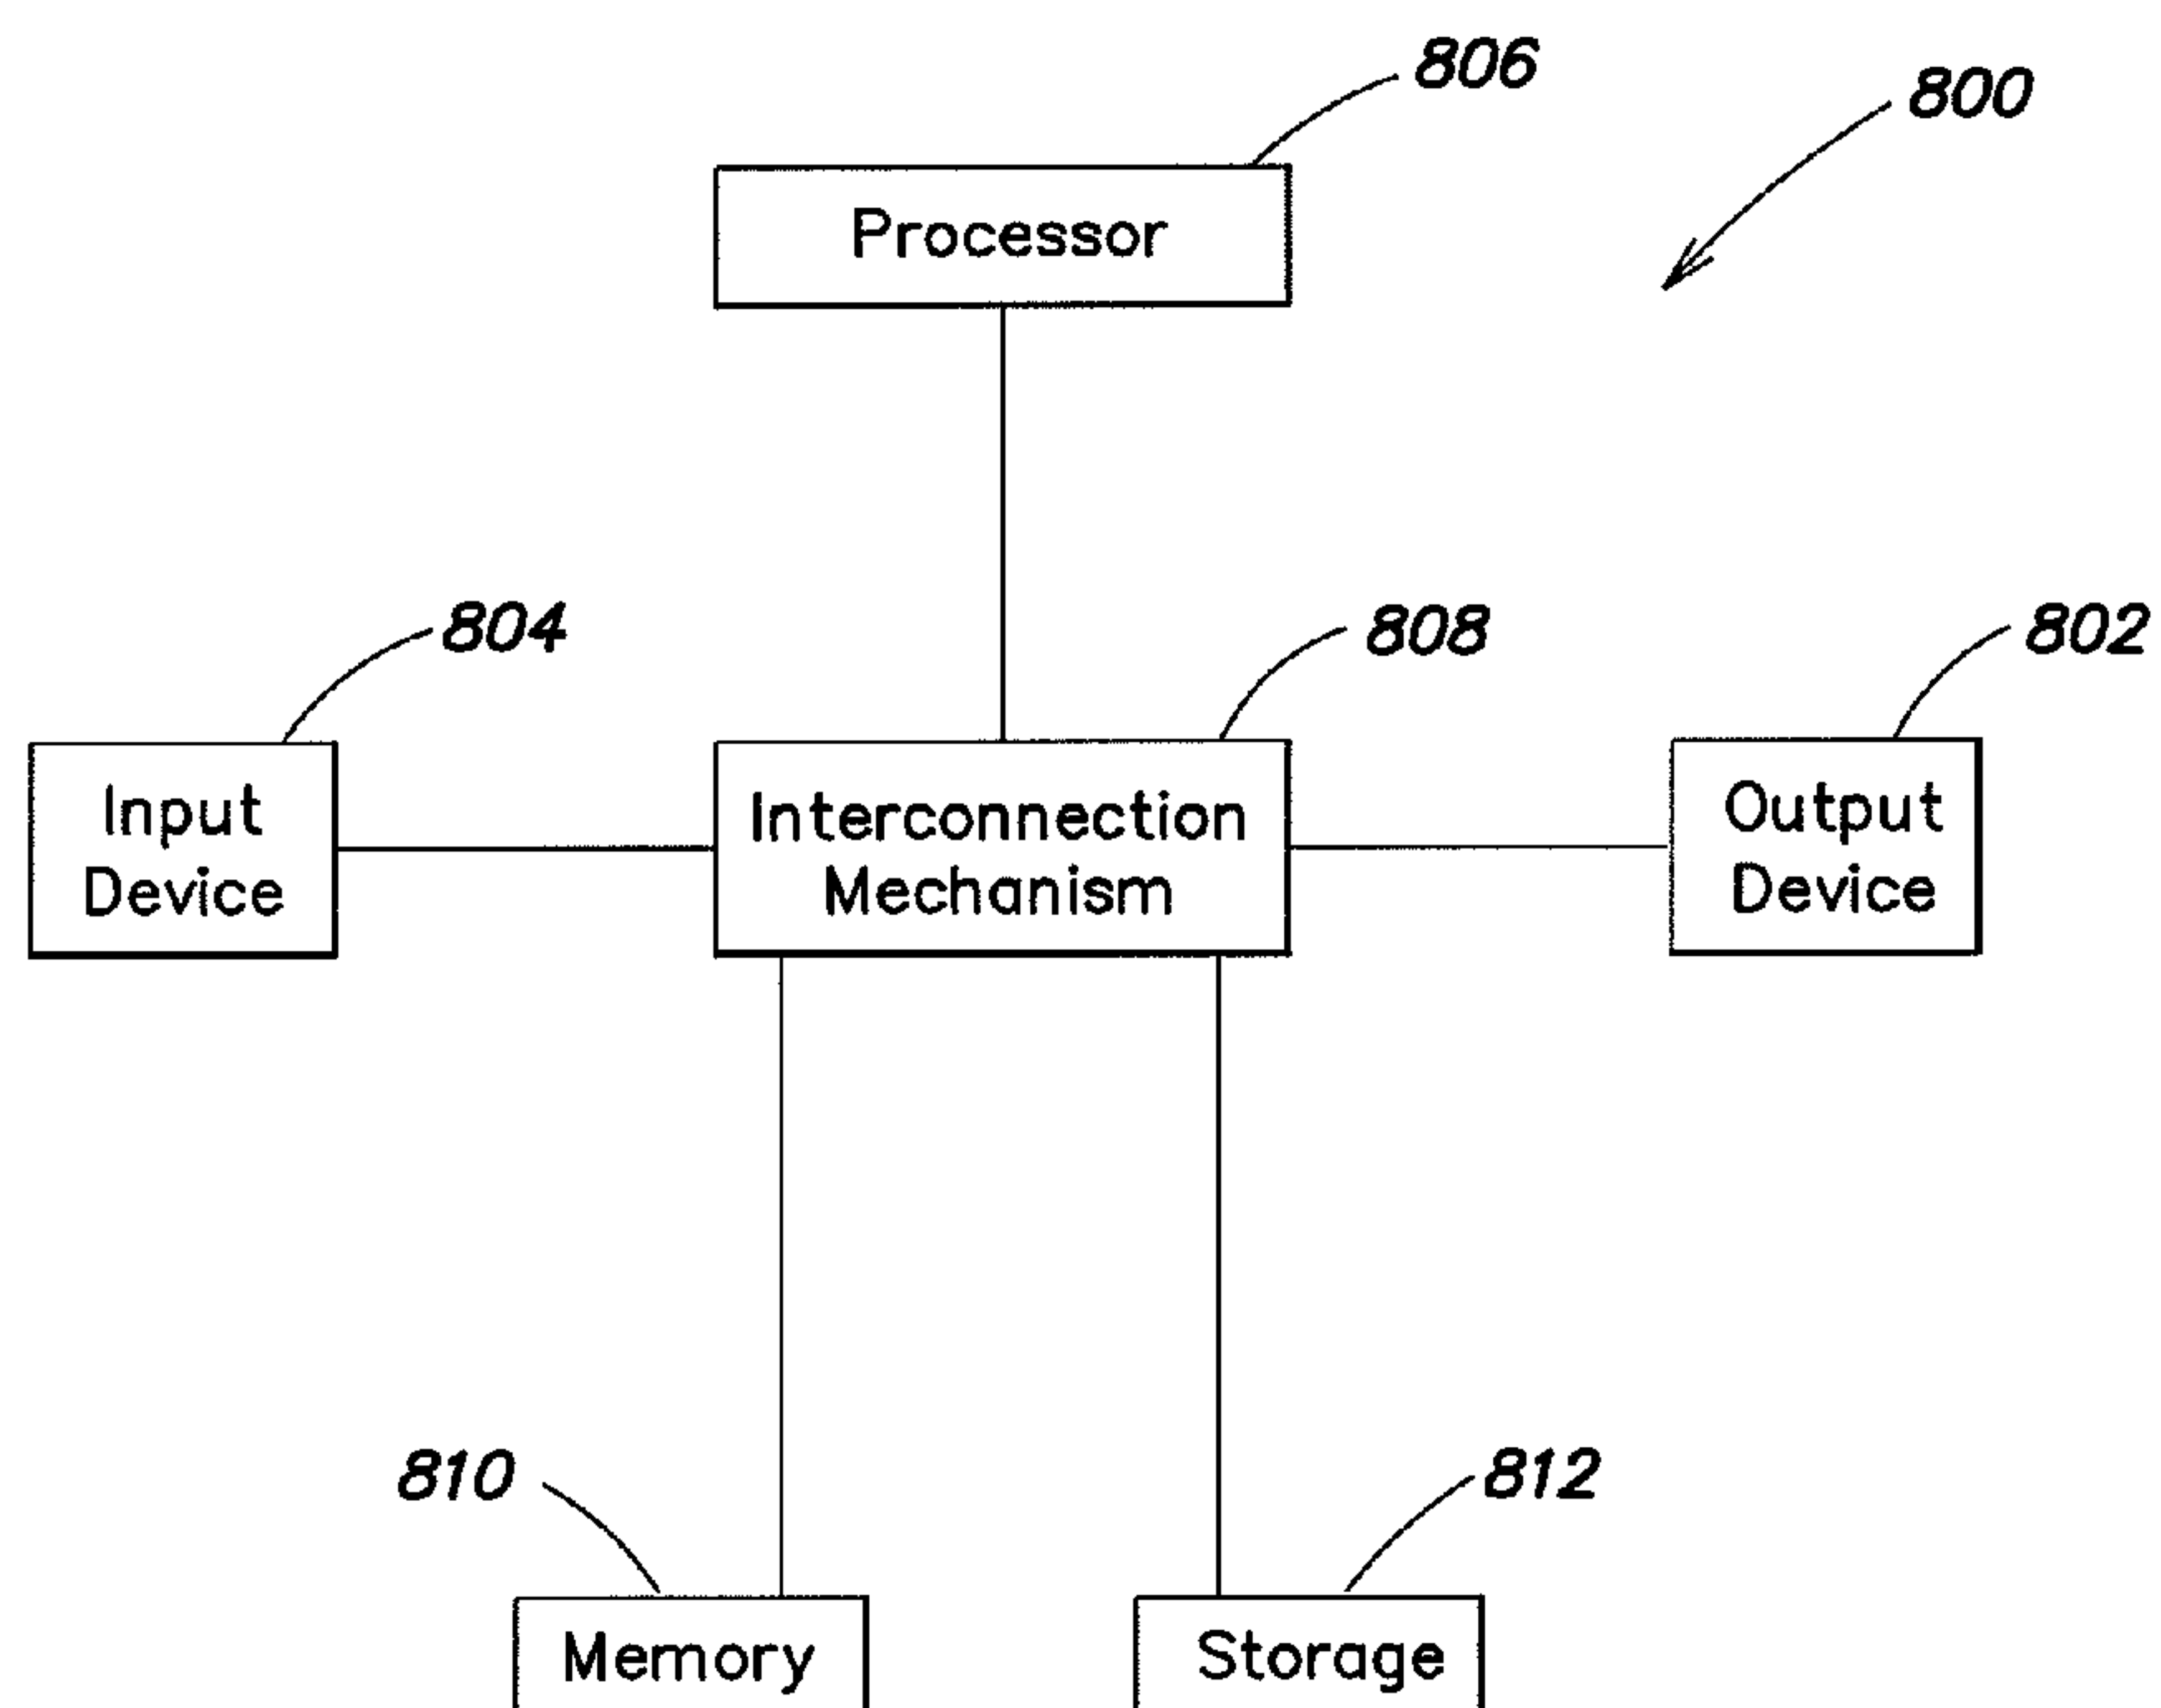 806
800
Processor
804
808
802
Input
Device
Interconnection
Mechanism
Output
Device
810
812
Memory
Storage